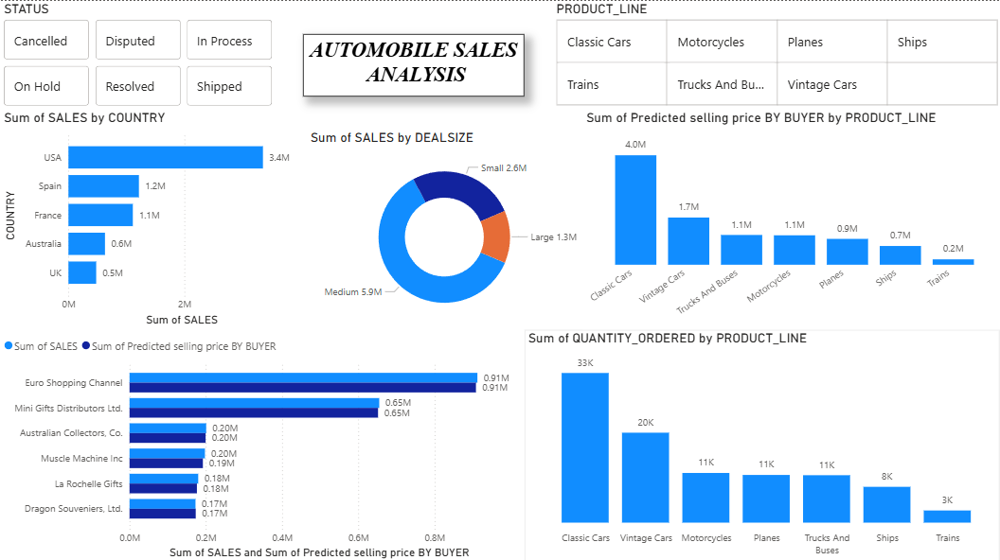 STATUS
Cancelled
Disputed
In Process
On Hold
Resolved
Shipped
AUTOMOBILE SALES
ANALYSIS
PRODUCT_LINE
Classic Cars
Motorcycles
Planes
Ships
Trains
Trucks And Bu...
Vintage Cars
Sum of SALES by COUNTRY
COUNTRY
USA
3.4M
Spain
1.2M
France
1.1M
Australia
0.6M
UK
0.5M
0M
2M
Sum of SALES
Sum of SALES by DEALSIZE
Small 2.6M
Large 1.3M
Medium 5.9M
Sum of Predicted selling price BY BUYER by PRODUCT_LINE
4.0M
1.7M
1.1M
1.1M
0.9M
0.7M
0.2M
Classic Cars
Vintage Cars
Trucks And Buses
Motorcycles
Planes
Ships
Trains
Sum of SALES
Sum of Predicted selling price BY BUYER
Euro Shopping Channel
0.91M
0.91M
Mini Gifts Distributors Ltd.
0.65M
0.65M
Australian Collectors, Co.
0.20M
0.20M
Muscle Machine Inc
0.20M
0.19M
La Rochelle Gifts
0.18M
0.18M
Dragon Souveniers, Ltd.
0.17M
0.17M
0.0M
0.2M
0.4M
0.6M
0.8M
Sum of SALES and Sum of Predicted selling price BY BUYER
Sum of QUANTITY_ORDERED by PRODUCT_LINE
33K
20K
11K
11K
11K
8K
3K
Classic Cars
Vintage Cars
Motorcycles
Planes
Trucks And
Buses
Ships
Trains